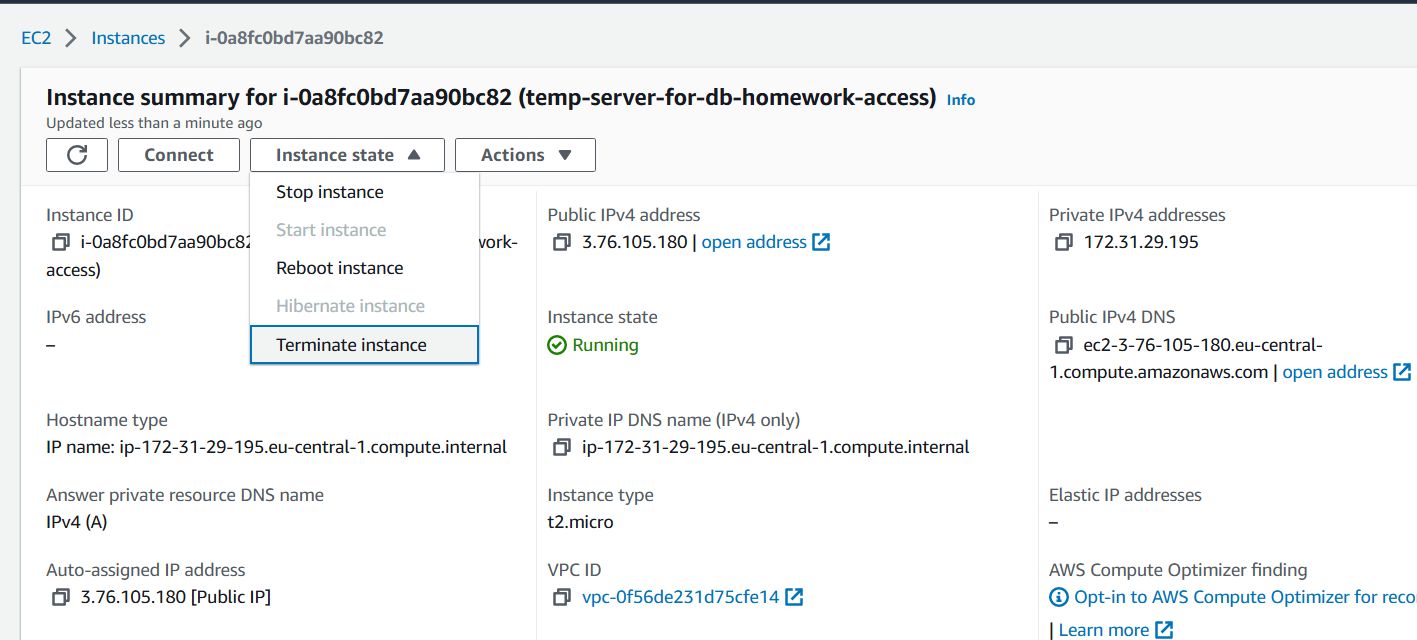 EC2 > Instances > i-0a8fc0bd7aa90bc82
Instance summary for i-0a8fc0bd7aa90bc82 (temp-server-for-db-homework-access) Info
Updated less than a minute ago
Connect Instance state Actions
Stop instance
Start instance
Reboot instance
Hibernate instance
Terminate instance
Instance ID
i-0a8fc0bd7aa90bc82 work-
access)
Public IPv4 address
3.76.105.180 | open address
Private IPv4 addresses
172.31.29.195
IPv6 address
–
Instance state
Running
Public IPv4 DNS
ec2-3-76-105-180.eu-central-
1.compute.amazonaws.com | open address
Hostname type
IP name: ip-172-31-29-195.eu-central-1.compute.internal
Private IP DNS name (IPv4 only)
ip-172-31-29-195.eu-central-1.compute.internal
Answer private resource DNS name
IPv4 (A)
Instance type
t2.micro
Elastic IP addresses
–
Auto-assigned IP address
3.76.105.180 [Public IP]
VPC ID
vpc-0f56de231d75cfe14
AWS Compute Optimizer finding
Opt-in to AWS Compute Optimizer for reco
| Learn more